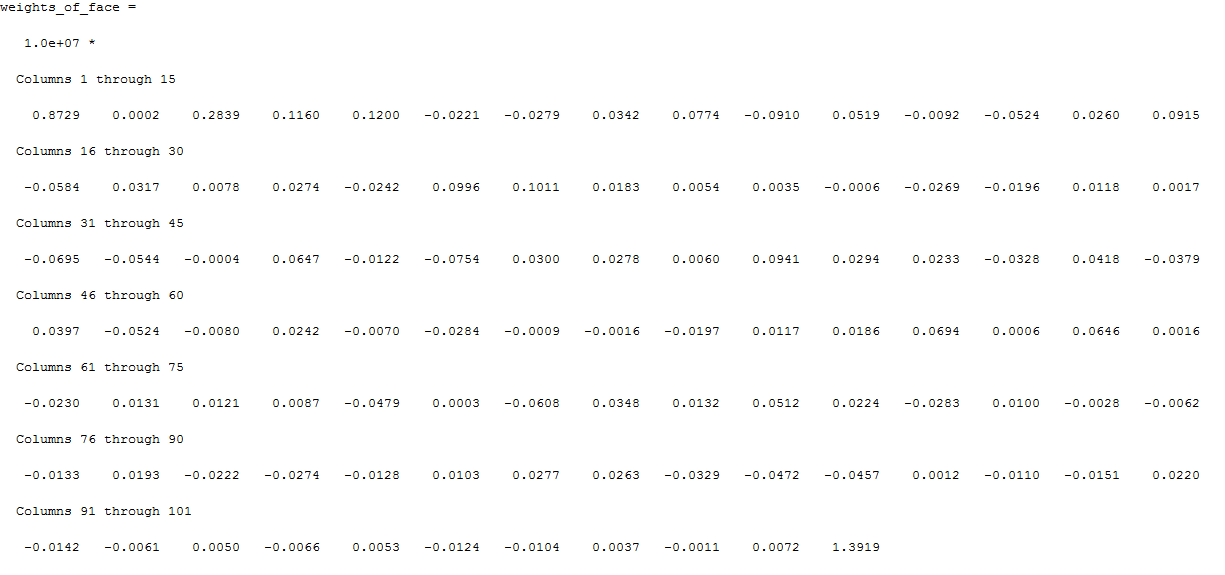 weights_of_face =
1.0e+07 *
Columns 1 through 15
0.8729 0.0002 0.2839 0.1160 0.1200 -0.0221 -0.0279 0.0342 0.0774 -0.0910 0.0519 -0.0092 -0.0524 0.0260 0.0915
Columns 16 through 30
-0.0584 0.0317 0.0078 0.0274 -0.0242 0.0996 0.1011 0.0183 0.0054 0.0035 -0.0006 -0.0269 -0.0196 0.0118 0.0017
Columns 31 through 45
-0.0695 -0.0544 -0.0004 0.0647 -0.0122 -0.0754 0.0300 0.0278 0.0060 0.0941 0.0294 0.0233 -0.0328 0.0418 -0.0379
Columns 46 through 60
0.0397 -0.0524 -0.0080 0.0242 -0.0070 -0.0284 -0.0009 -0.0016 -0.0197 0.0117 0.0186 0.0694 0.0006 0.0646 0.0016
Columns 61 through 75
-0.0230 0.0131 0.0121 0.0087 -0.0479 0.0003 -0.0608 0.0348 0.0132 0.0512 0.0224 -0.0283 0.0100 -0.0028 -0.0062
Columns 76 through 90
-0.0133 0.0193 -0.0222 -0.0274 -0.0128 0.0103 0.0277 0.0263 -0.0329 -0.0472 -0.0457 0.0012 -0.0110 -0.0151 0.0220
Columns 91 through 101
-0.0142 -0.0061 0.0050 -0.0066 0.0053 -0.0124 -0.0104 0.0037 -0.0011 0.0072 1.3919